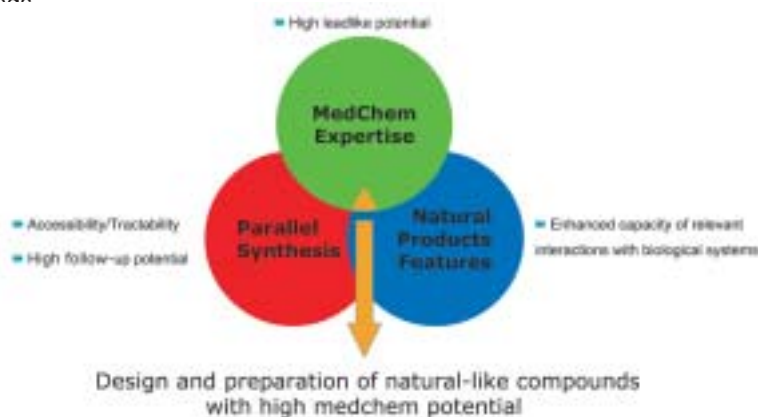 High leadlike potential
MedChem
Expertise
Accessibility/Tractability
High follow-up potential
Parallel
Synthesis
Natural
Products
Features
Enhanced capacity of relevant
interactions with biological systems
Design and preparation of natural-like compounds
with high medchem potential